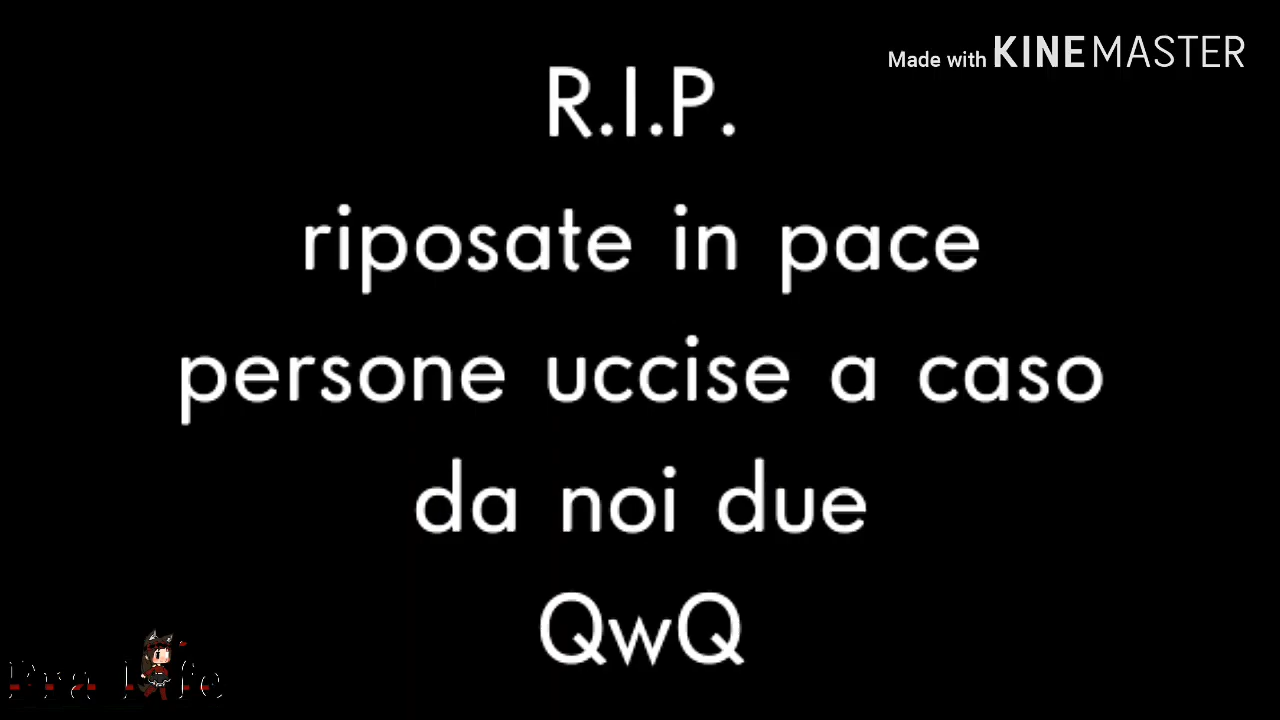 Made with KINEMASTER
R.I.P.
riposate in pace
persone uccise a caso
da noi due
QwQ